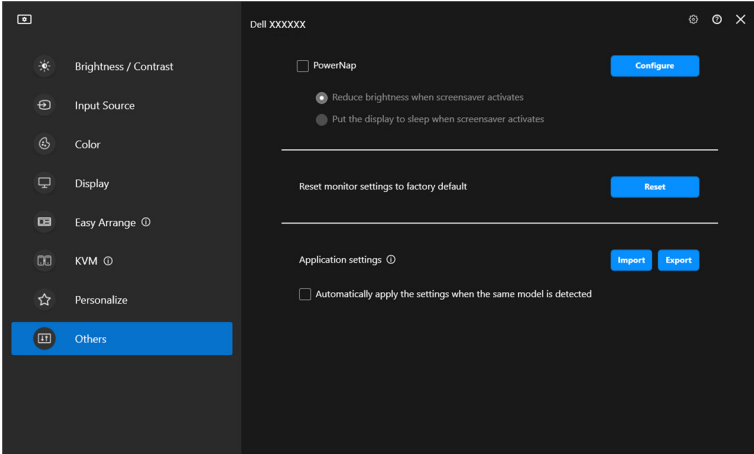 Dell XXXXXX
Brightness / Contrast
Input Source
Color
Display
Easy Arrange
KVM
Personalize
Others
PowerNap
Configure
Reduce brightness when screensaver activates
Put the display to sleep when screensaver activates
Reset monitor settings to factory default
Reset
Application settings
Import
Export
Automatically apply the settings when the same model is detected